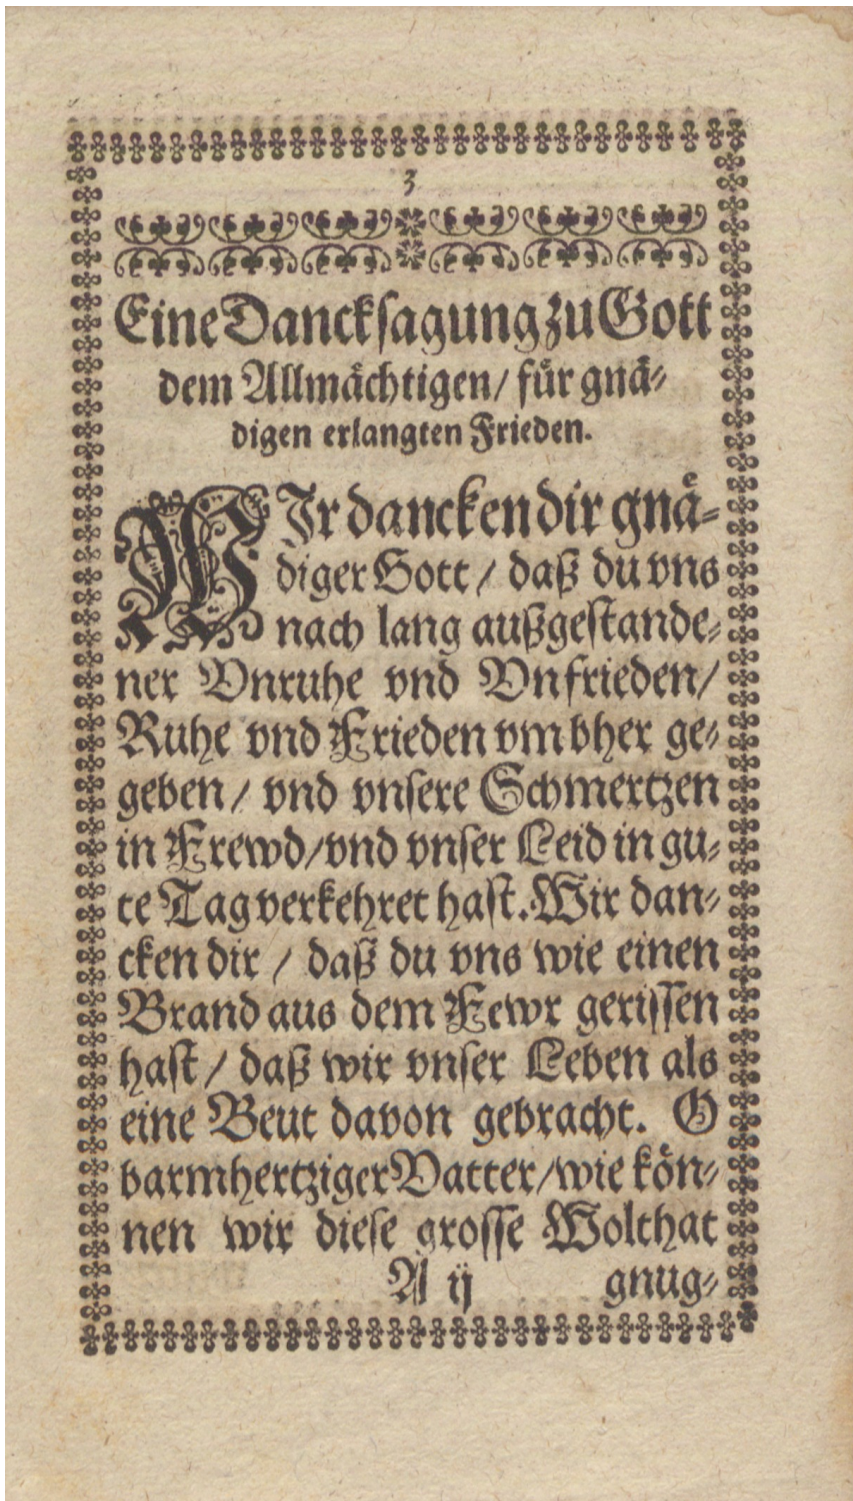 3
Eine Dancksagung zu Gott
dem Allmächtigen/ für gnä-
digen erlangten Frieden.
WIr dancken dir gnä-
diger Gott / daß du vns
nach lang außgestande-
ner Vnruhe vnd Vnfrieden/
Ruhe vnd Frieden vmbher ge-
geben / vnd vnsere Schmertzen
in Frewd/vnd vnser Leid in gu-
te Tag verkehret hast. Wir dan-
cken dir / daß du vns wie einen
Brand aus dem Fewr gerissen
hast / daß wir vnser Leben als
eine Beut davon gebracht. O
barmhertziger Vatter/wie kön-
nen wir diese grosse Wolthat
A ij gnug-